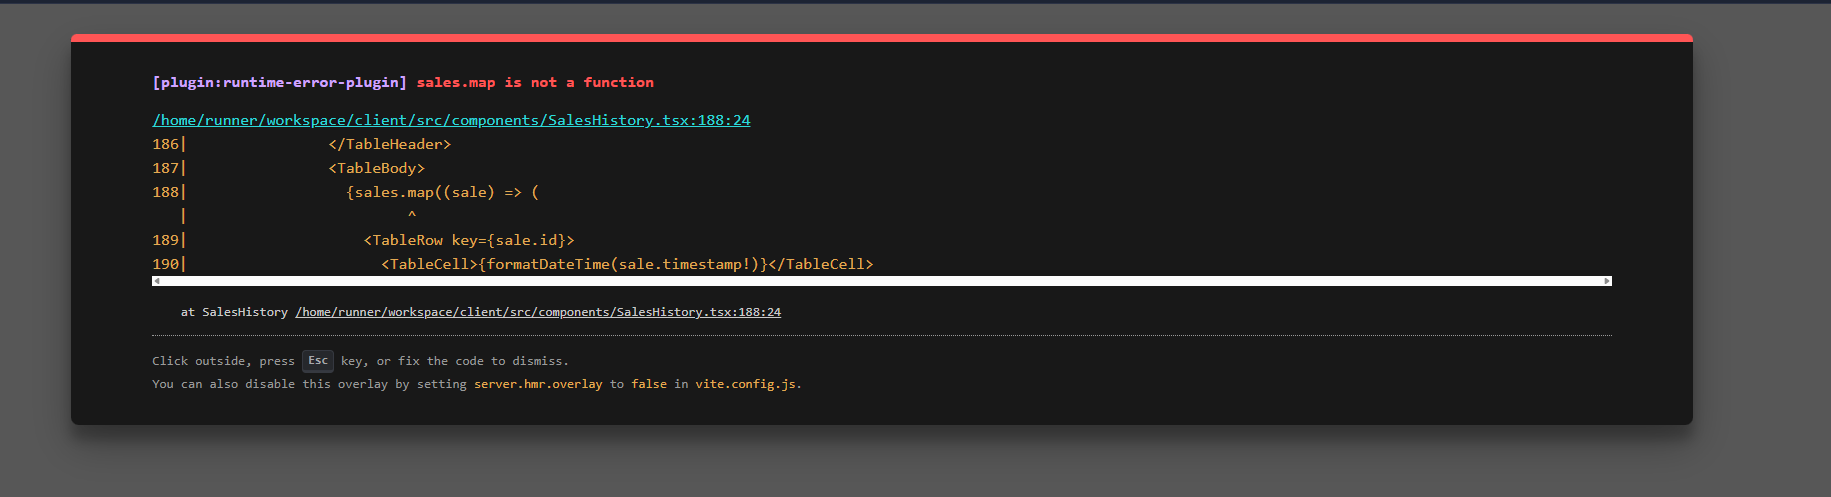 [plugin:runtime-error-plugin] sales.map is not a function
/home/runner/workspace/client/src/components/SalesHistory.tsx:188:24
186|                </TableHeader>
187|                <TableBody>
188|                  {sales.map((sale) => (
   |                         ^
189|                    <TableRow key={sale.id}>
190|                      <TableCell>{formatDateTime(sale.timestamp!)}</TableCell>
at SalesHistory /home/runner/workspace/client/src/components/SalesHistory.tsx:188:24
Click outside, press Esc key, or fix the code to dismiss.
You can also disable this overlay by setting server.hmr.overlay to false in vite.config.js.